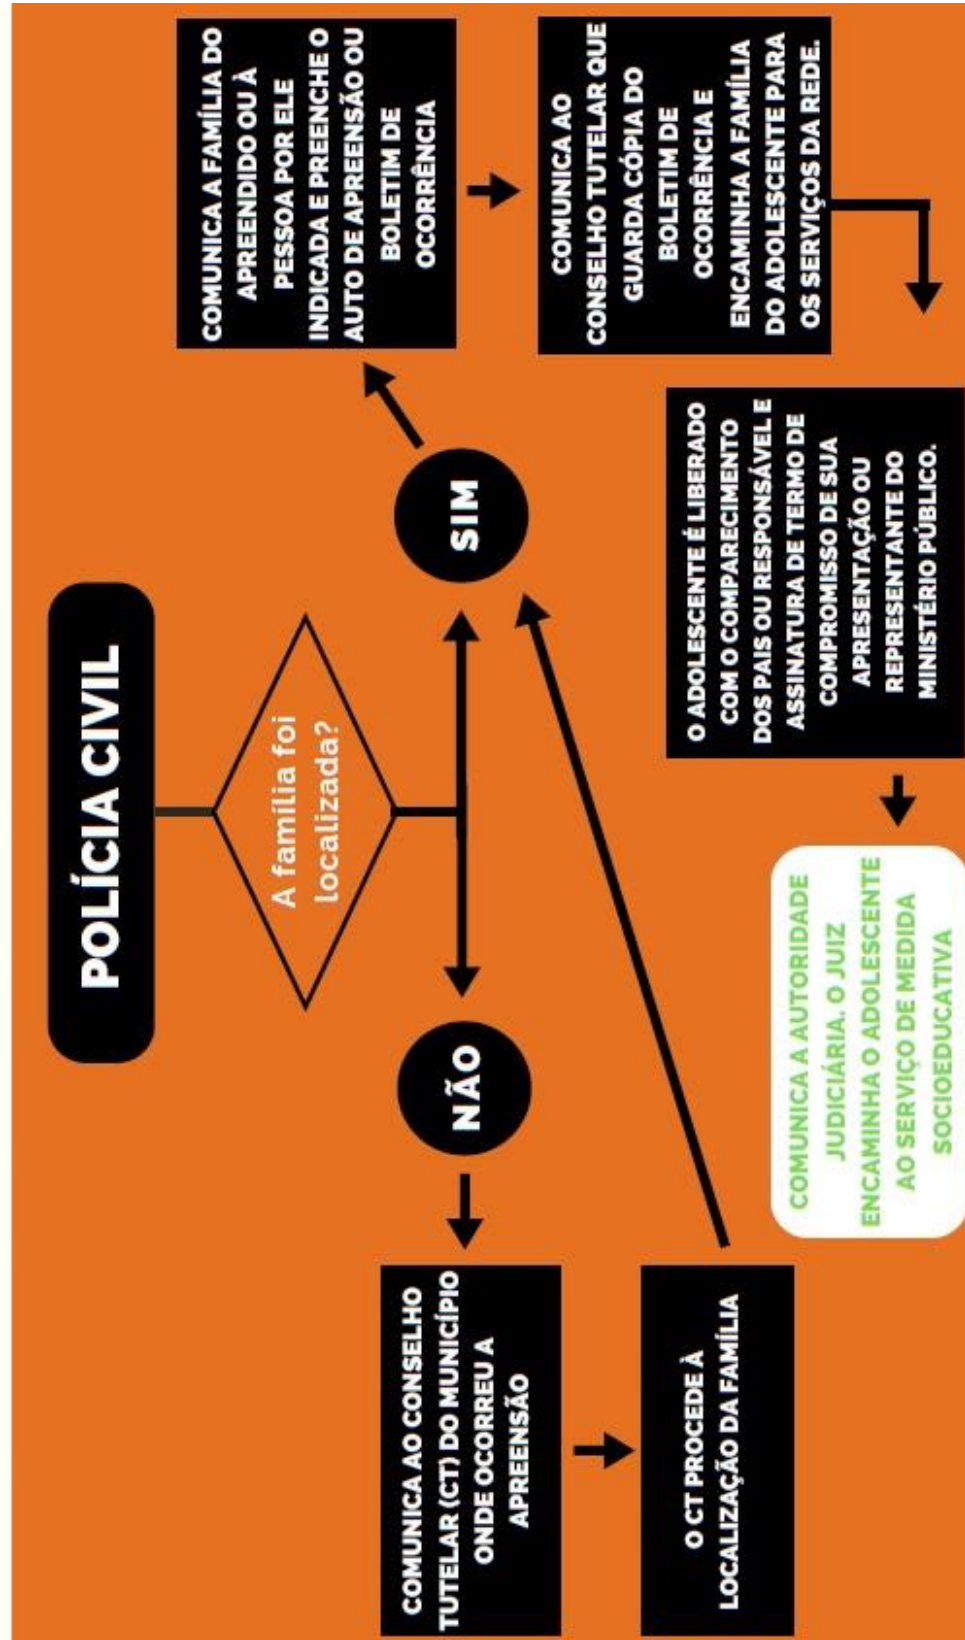 POLÍCIA CIVIL
A família foi
localizada?
NÃO
SIM
COMUNICA AO CONSELHO
TUTELAR (CT) DO MUNICÍPIO
ONDE OCORREU A
APREENSÃO
O CT PROCEDE À
LOCALIZAÇÃO DA FAMÍLIA
COMUNICA A FAMÍLIA DO
APREENDIDO OU À
PESSOA POR ELE
INDICADA E PREENCHE O
AUTO DE APREENSÃO OU
BOLETIM DE
OCORRÊNCIA
COMUNICA AO
CONSELHO TUTELAR QUE
GUARDA CÓPIA DO
BOLETIM DE
OCORRÊNCIA E
ENCAMINHA A FAMÍLIA
DO ADOLESCENTE PARA
OS SERVIÇOS DA REDE.
O ADOLESCENTE É LIBERADO
COM O COMPARECIMENTO
DOS PAIS OU RESPONSÁVEL E
ASSINATURA DE TERMO DE
COMPROMISSO DE SUA
APRESENTAÇÃO OU
REPRESENTANTE DO
MINISTÉRIO PÚBLICO.
COMUNICA A AUTORIDADE
JUDICIÁRIA. O JUIZ
ENCAMINHA O ADOLESCENTE
AO SERVIÇO DE MEDIDA
SOCIOEDUCATIVA